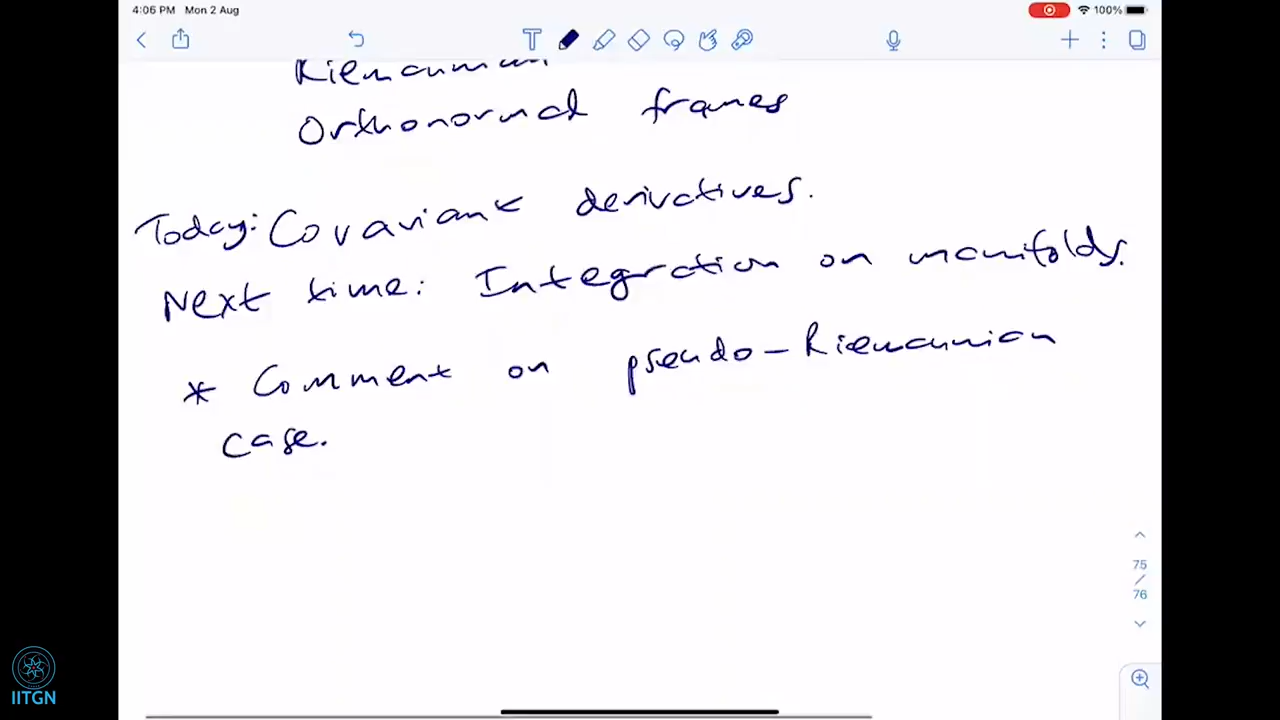 4:06 PM Mon 2 Aug
100%
Riemannian
Orthonormal frames
Today: Covariant derivatives.
Next time: Integration on manifolds.
* Comment on pseudo-Riemannian
case.
75
/
76
IITGN